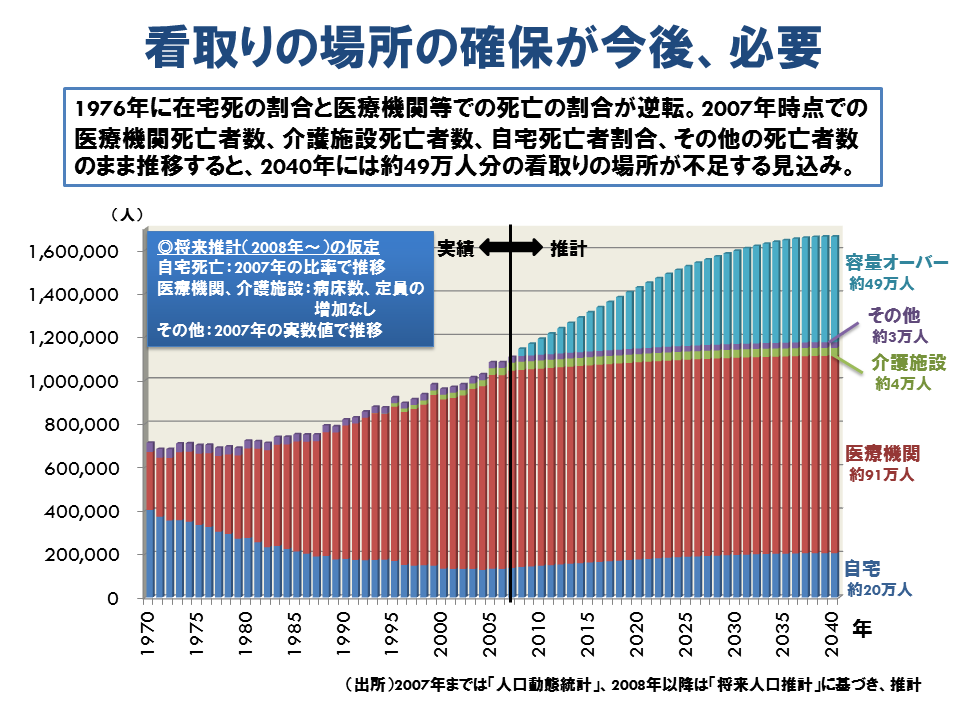 看取りの場所の確保が今後、必要
1976年に在宅死の割合と医療機関等での死亡の割合が逆転。2007年時点での
医療機関死亡者数、介護施設死亡者数、自宅死亡者割合、その他の死亡者数
のまま推移すると、2040年には約49万人分の看取りの場所が不足する見込み。
（人）
◎将来推計（2008年～）の仮定
自宅死亡：2007年の比率で推移
医療機関、介護施設：病床数、定員の
増加なし
その他：2007年の実数値で推移
実績
推計
1,600,000
1,400,000
1,200,000
1,000,000
800,000
600,000
400,000
200,000
0
容量オーバー
約49万人
その他
約3万人
介護施設
約4万人
医療機関
約91万人
自宅
約20万人
1970
1975
1980
1985
1990
1995
2000
2005
2010
2015
2020
2025
2030
2035
2040
年
（出所）2007年までは「人口動態統計」、2008年以降は「将来人口推計」に基づき、推計